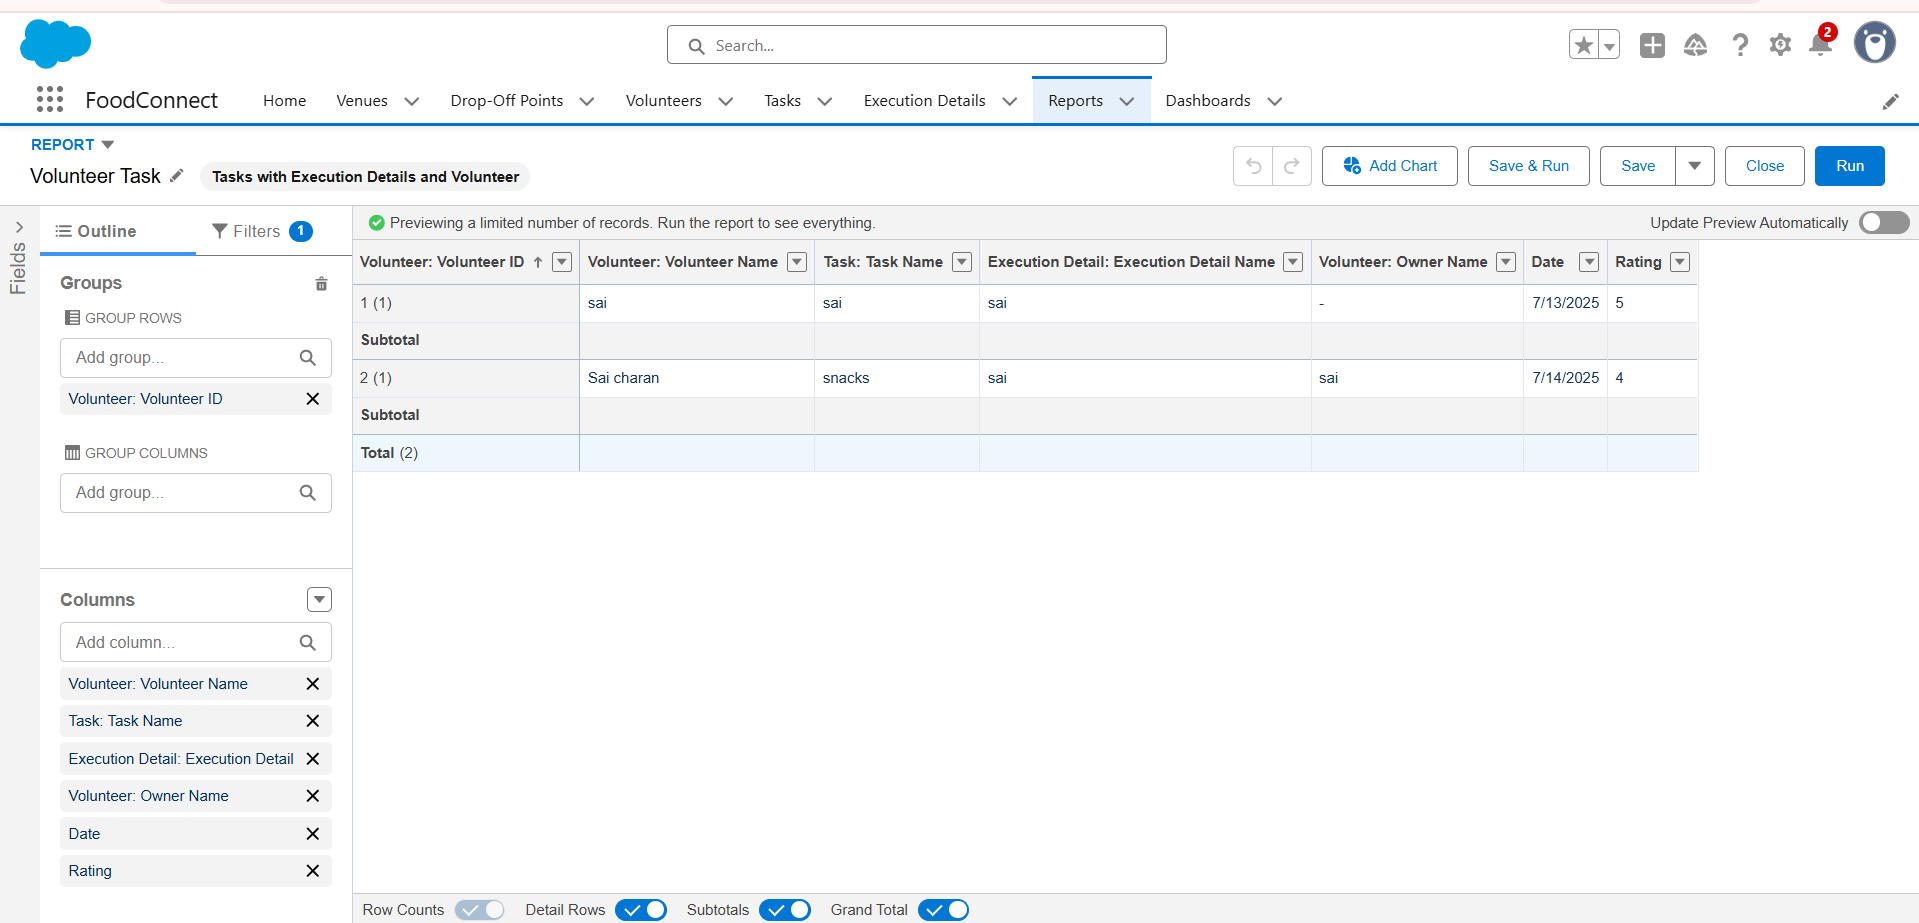 Search...
2
FoodConnect Home Venues Drop-Off Points Volunteers Tasks Execution Details Reports Dashboards
REPORT
Volunteer Task Tasks with Execution Details and Volunteer
Add Chart Save & Run Save Close Run
Fields
Outline Filters 1
Groups
GROUP ROWS
Add group...
Volunteer: Volunteer ID
GROUP COLUMNS
Add group...
Columns
Add column...
Volunteer: Volunteer Name
Task: Task Name
Execution Detail: Execution Detail
Volunteer: Owner Name
Date
Rating
Previewing a limited number of records. Run the report to see everything. Update Preview Automatically
Volunteer: Volunteer ID Volunteer: Volunteer Name Task: Task Name Execution Detail: Execution Detail Name Volunteer: Owner Name Date Rating
1 (1) sai sai sai - 7/13/2025 5
Subtotal
2 (1) Sai charan snacks sai sai 7/14/2025 4
Subtotal
Total (2)
Row Counts Detail Rows Subtotals Grand Total